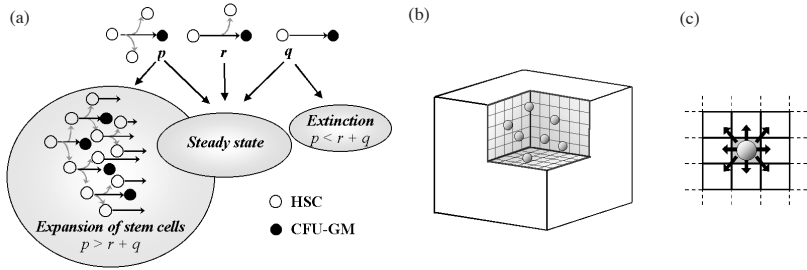 (a)
p r q
Extinction
p < r + q
Steady state
Expansion of stem cells
p > r + q
HSC
CFU-GM
(b)
(c)